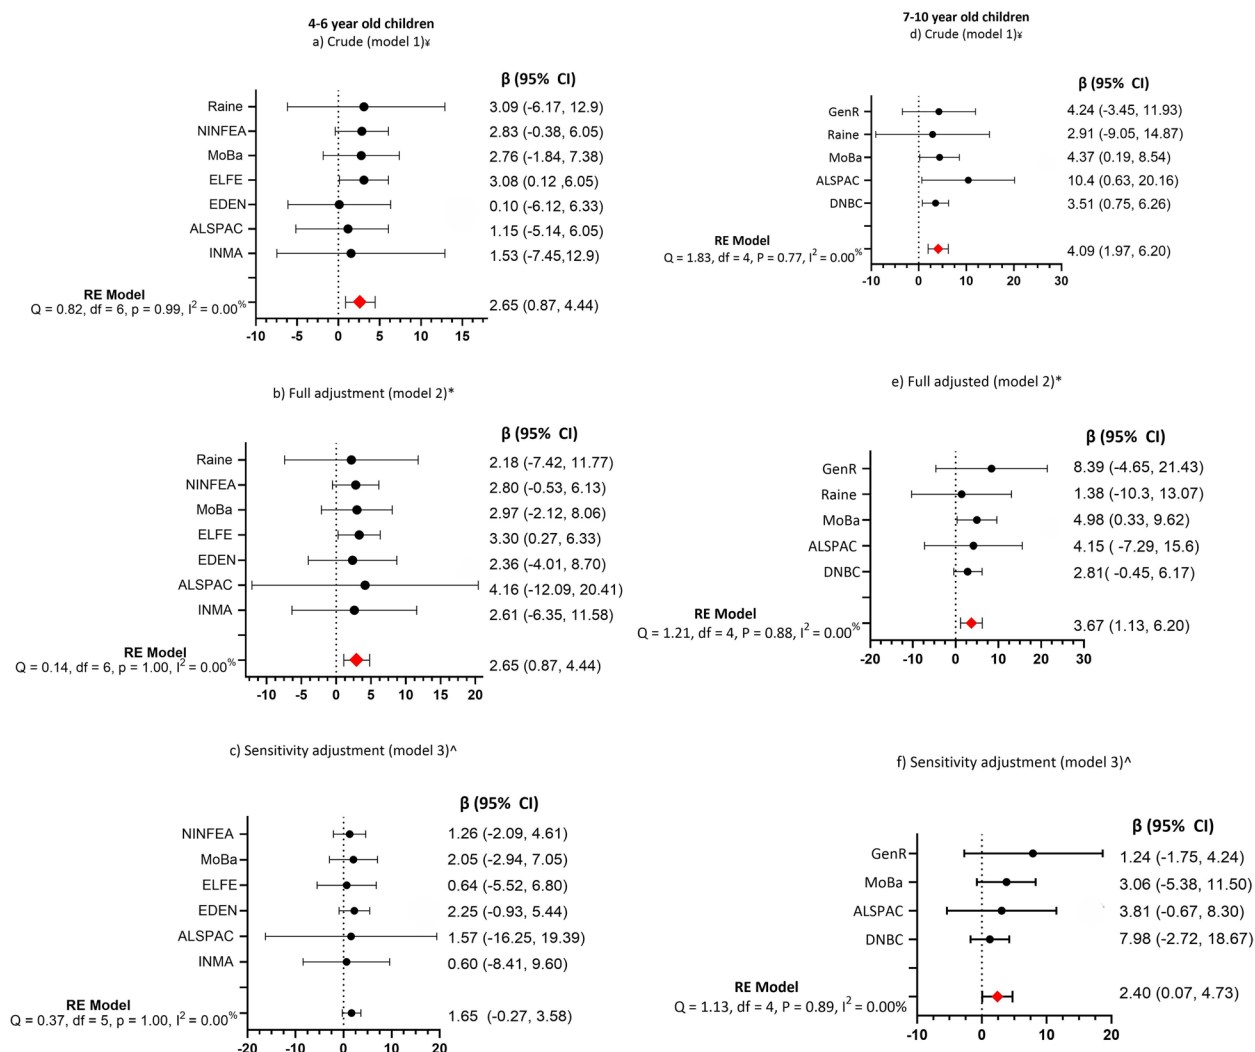 4-6 year old children
a) Crude (model 1)¥
β (95% CI)
Raine 3.09 (-6.17, 12.9)
NINFEA 2.83 (-0.38, 6.05)
MoBa 2.76 (-1.84, 7.38)
ELFE 3.08 (0.12 ,6.05)
EDEN 0.10 (-6.12, 6.33)
ALSPAC 1.15 (-5.14, 6.05)
INMA 1.53 (-7.45,12.9)
RE Model
Q = 0.82, df = 6, p = 0.99, I² = 0.00% 2.65 (0.87, 4.44)
-10 -5 0 5 10 15
b) Full adjustment (model 2)*
β (95% CI)
Raine 2.18 (-7.42, 11.77)
NINFEA 2.80 (-0.53, 6.13)
MoBa 2.97 (-2.12, 8.06)
ELFE 3.30 (0.27, 6.33)
EDEN 2.36 (-4.01, 8.70)
ALSPAC 4.16 (-12.09, 20.41)
INMA 2.61 (-6.35, 11.58)
RE Model
Q = 0.14, df = 6, p = 1.00, I² = 0.00% 2.65 (0.87, 4.44)
-10 -5 0 5 10 15 20
c) Sensitivity adjustment (model 3)^
β (95% CI)
NINFEA 1.26 (-2.09, 4.61)
MoBa 2.05 (-2.94, 7.05)
ELFE 0.64 (-5.52, 6.80)
EDEN 2.25 (-0.93, 5.44)
ALSPAC 1.57 (-16.25, 19.39)
INMA 0.60 (-8.41, 9.60)
RE Model
Q = 0.37, df = 5, p = 1.00, I² = 0.00% 1.65 (-0.27, 3.58)
-20 -10 0 10 20
7-10 year old children
d) Crude (model 1)¥
β (95% CI)
GenR 4.24 (-3.45, 11.93)
Raine 2.91 (-9.05, 14.87)
MoBa 4.37 (0.19, 8.54)
ALSPAC 10.4 (0.63, 20.16)
DNBC 3.51 (0.75, 6.26)
RE Model
Q = 1.83, df = 4, P = 0.77, I² = 0.00% 4.09 (1.97, 6.20)
-10 0 10 20 30
e) Full adjusted (model 2)*
β (95% CI)
GenR 8.39 (-4.65, 21.43)
Raine 1.38 (-10.3, 13.07)
MoBa 4.98 (0.33, 9.62)
ALSPAC 4.15 ( -7.29, 15.6)
DNBC 2.81( -0.45, 6.17)
RE Model
Q = 1.21, df = 4, P = 0.88, I² = 0.00% 3.67 (1.13, 6.20)
-20 -10 0 10 20 30
f) Sensitivity adjustment (model 3)^
β (95% CI)
GenR 1.24 (-1.75, 4.24)
MoBa 3.06 (-5.38, 11.50)
ALSPAC 3.81 (-0.67, 8.30)
DNBC 7.98 (-2.72, 18.67)
RE Model
Q = 1.13, df = 4, P = 0.89, I² = 0.00% 2.40 (0.07, 4.73)
-10 0 10 20